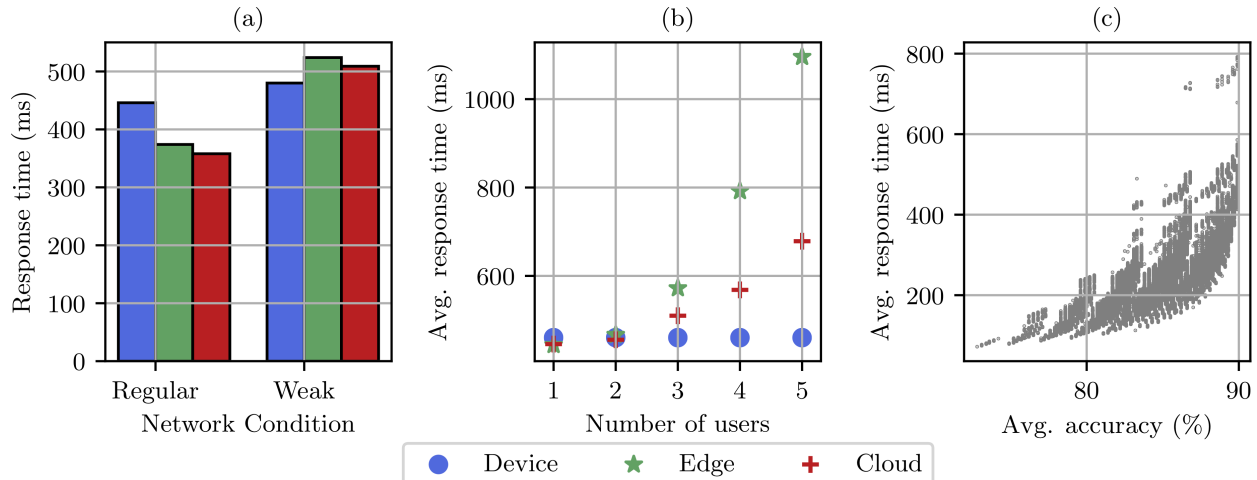 (a)
(b)
(c)
Response time (ms)
500
400
300
200
100
0
Regular
Weak
Network Condition
Avg. response time (ms)
1000
800
600
1
2
3
4
5
Number of users
Avg. response time (ms)
800
600
400
200
80
90
Avg. accuracy (%)
Device
Edge
Cloud